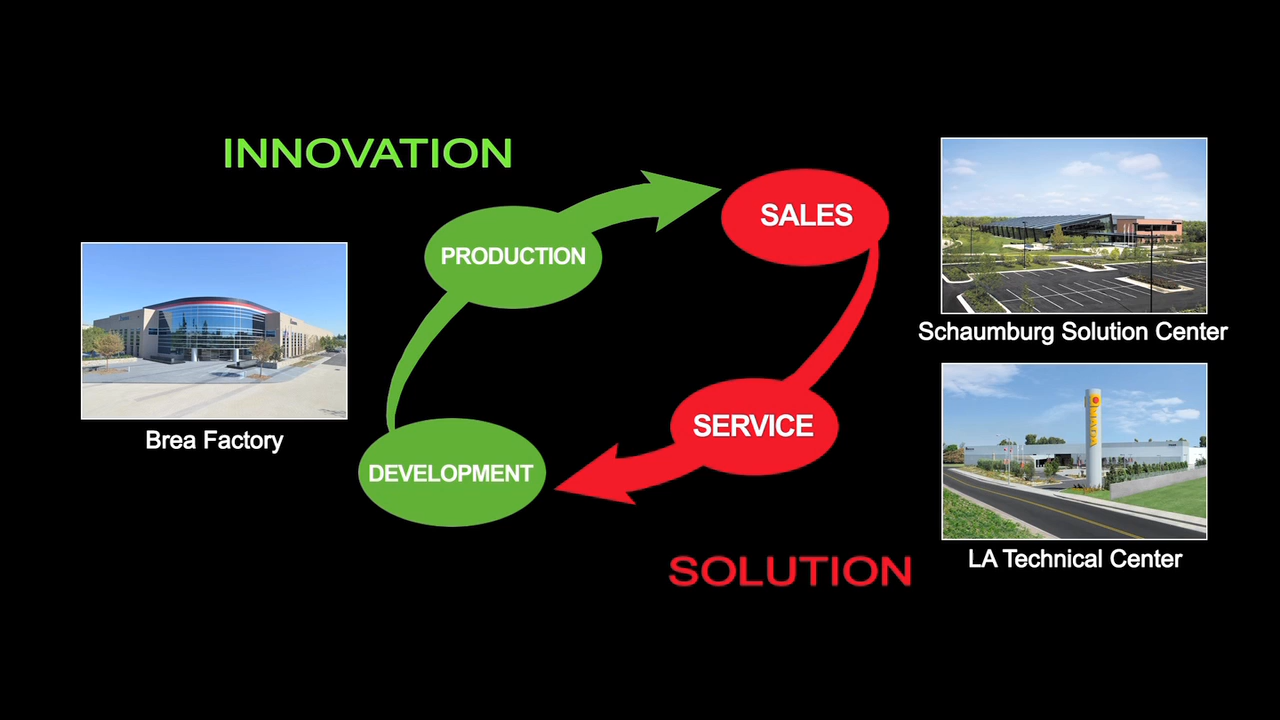 INNOVATION
PRODUCTION
SALES
Brea Factory
DEVELOPMENT
SERVICE
SOLUTION
Schaumburg Solution Center
LA Technical Center